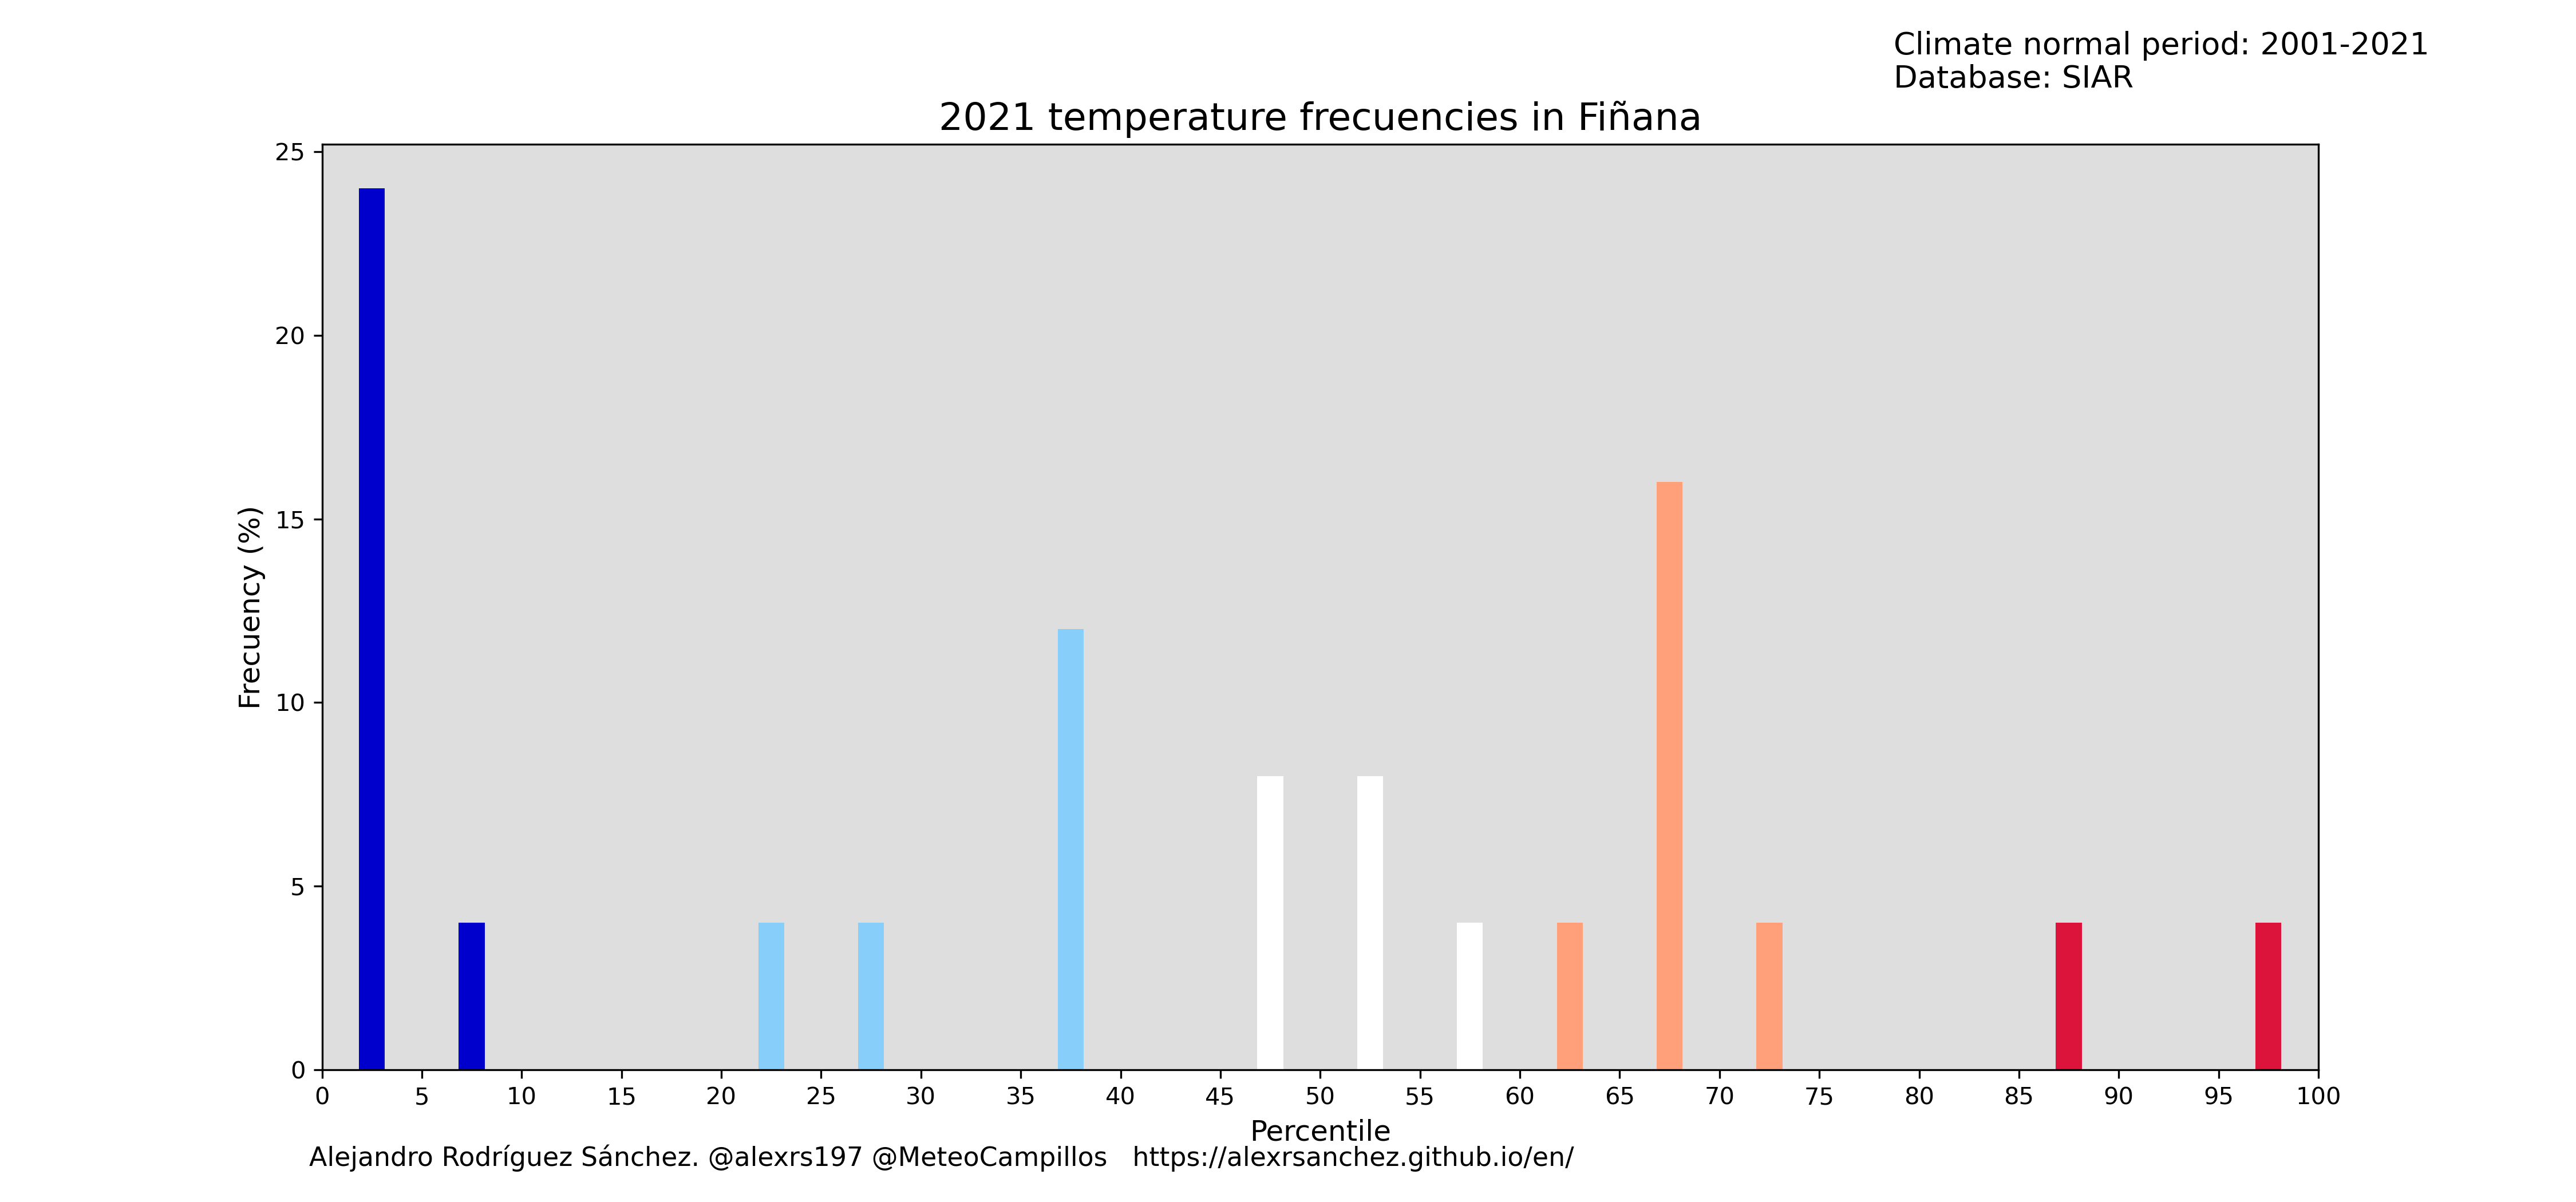 Climate normal period: 2001-2021
Database: SIAR
2021 temperature frecuencies in Fiñana
25
20
15
10
5
0
Frecuency (%)
0 5 10 15 20 25 30 35 40 45 50 55 60 65 70 75 80 85 90 95 100
Percentile
Alejandro Rodríguez Sánchez. @alexrs197 @MeteoCampillos https://alexrsanchez.github.io/en/